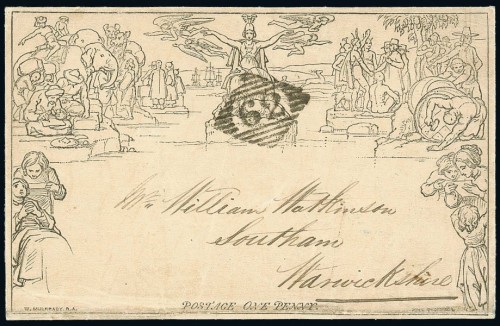 62
Mr. William Watkinson
Southam
Warwickshire
POSTAGE ONE PENNY.
W. MULREADY. R.A.